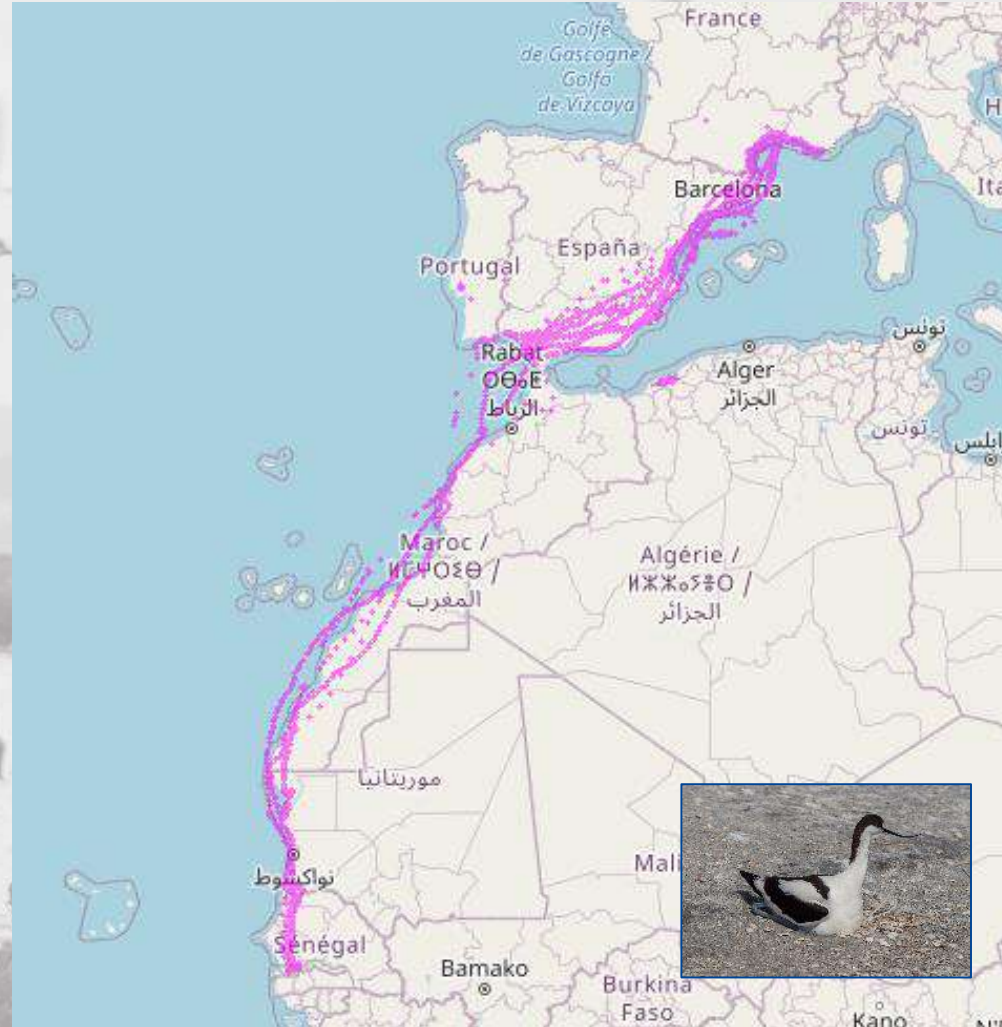 France
Golfe
de Gascogne /
Golfo
de Vizcaya
Barcelona
España
Portugal
Rabat
ⵔⴱⴰⵟ
الرباط
Alger
الجزائر
تونس
تونس
Maroc /
ⵍⵎⵖⵔⵉⴱ /
المغرب
Algérie /
ⵍⵣⵣⴰⵢⴻⵔ /
الجزائر
موريتانيا
نواكشوط
Mali
Sénégal
Bamako
Burkina
Faso
Kano